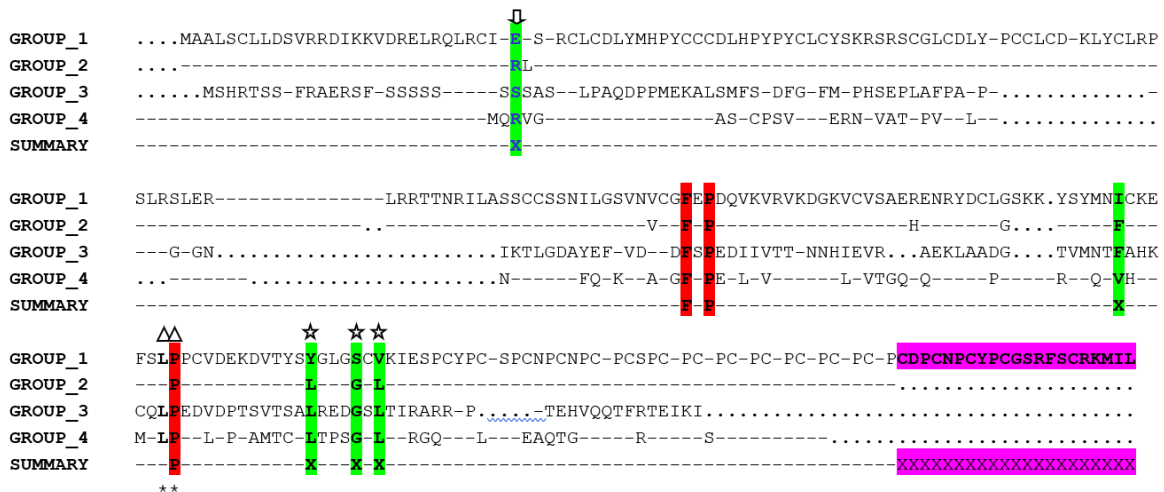 GROUP_1 ....MAALSCLLDSVRRDIKKVDRELRQLRCI-E-S-RCLCDLYMHPYCCCDLHPYPYCLCYSKRSRSCGLCDLY-PCCLCD-KLYCLRP
GROUP_2 ....-----------------------------RL-------------------------------------------------------
GROUP_3 ......MSHRTSS-FRAERSF-SSSSS-----SSSAS--LPAQDPPMEKALSMFS-DFG-FM-PHSEPLAFPA-P-.............-
GROUP_4 -------------------------------MQRVG---------------AS-CPSV---ERN-VAT-PV--L--.............-
SUMMARY ---------------------------------X--------------------------------------------------------
GROUP_1 SLRSLER---------------LRRTTNRILASSCCSSNILGSVNVCGFEPDQVKVRVKDGKVCVSAERENRYDCLGSKK.YSYMNICKE
GROUP_2 --------------------..-----------------------V--F-P-----------------H-------G....-----F---
GROUP_3 ---G-GN.........................IKTLGDAYEF-VD--DFSPEDIIVTT-NNHIEVR...AEKLAADG....TVMNTFAHK
GROUP_4 ...-------......................N------FQ-K--A-GF-PE-L-V------L-VTGQ-Q-----P-----R--Q-VH--
SUMMARY ------------------------------------------------F-P-----------------------------------X---
GROUP_1 FSLPPCVDEKDVTYSYGLGSCVKIESPCYPC-SPCNPCNPC-PCSPC-PC-PC-PC-PC-PC-PC-PCDPCNPCYPCGSRFSCRKMIL
GROUP_2 ---P-----------L---G-L---------------------------------------------.....................
GROUP_3 CQLPEDVDPTSVTSALREDGSLTIRARR-P.....-TEHVQQTFRTEIKI......................................
GROUP_4 M-LP--L-P-AMTC-LTPSG-L--RGQ---L---EAQTG-----R-----S----------...........................
SUMMARY ---P-----------X---X-X---------------------------------------------XXXXXXXXXXXXXXXXXXXXX
**